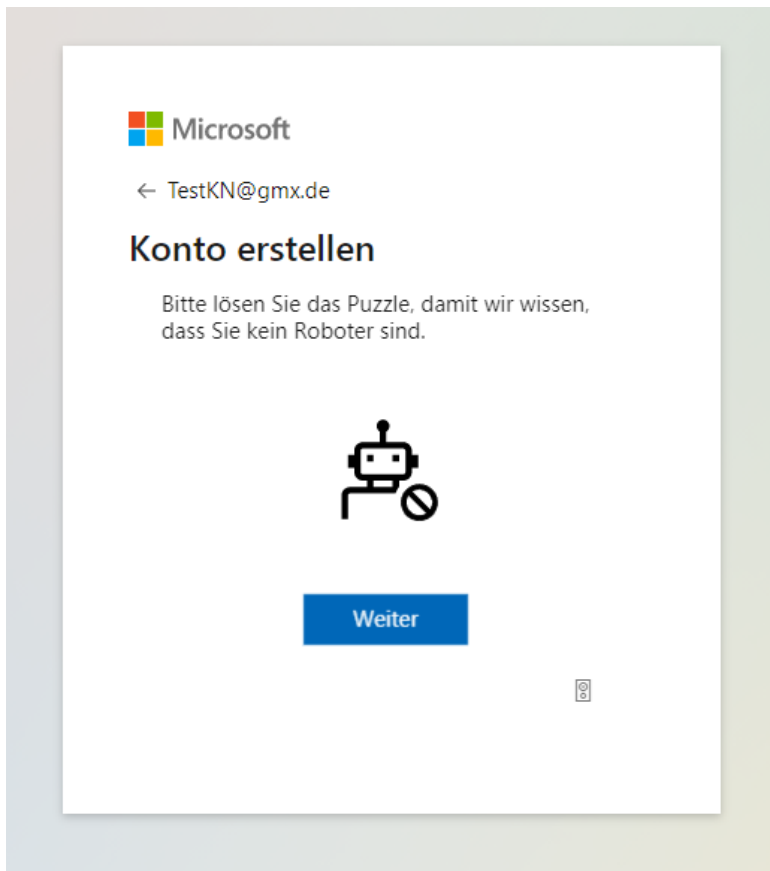 Microsoft
← TestKN@gmx.de
Konto erstellen
Bitte lösen Sie das Puzzle, damit wir wissen,
dass Sie kein Roboter sind.
Weiter